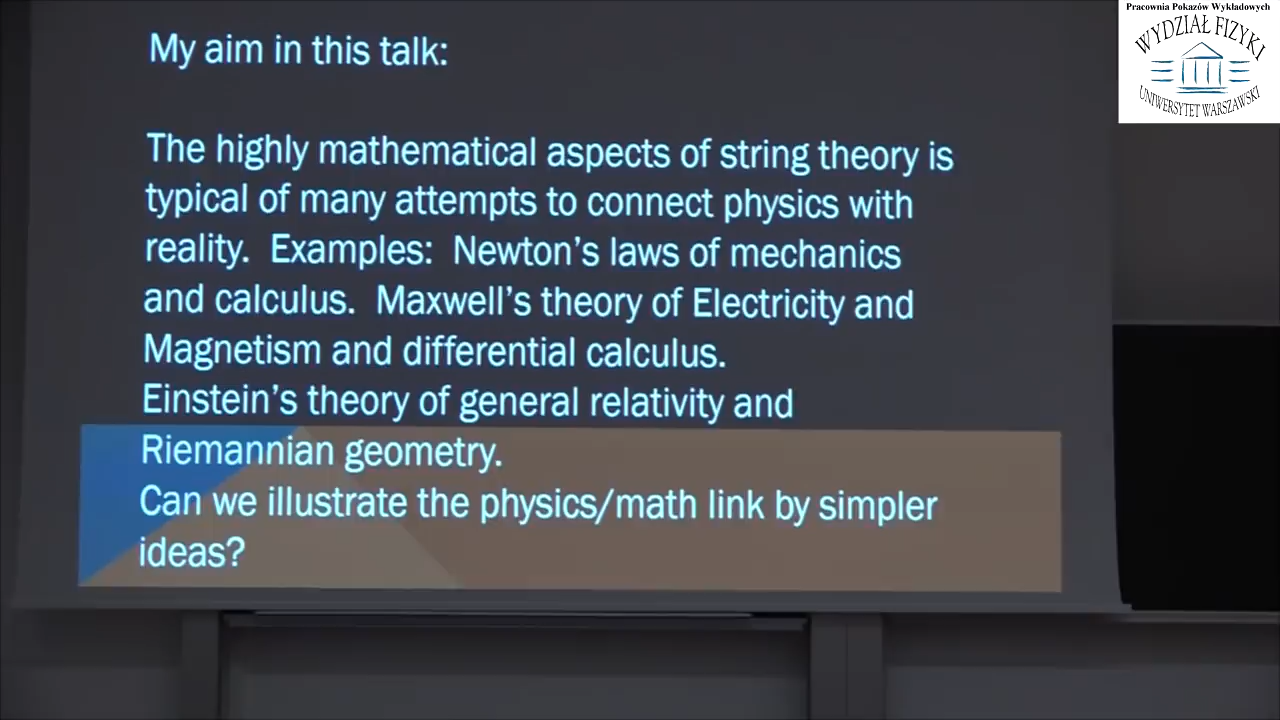 Pracownia Pokazów Wykładowych
WYDZIAŁ FIZYKI
UNIWERSYTET WARSZAWSKI
My aim in this talk:
The highly mathematical aspects of string theory is
typical of many attempts to connect physics with
reality. Examples: Newton's laws of mechanics
and calculus. Maxwell's theory of Electricity and
Magnetism and differential calculus.
Einstein's theory of general relativity and
Riemannian geometry.
Can we illustrate the physics/math link by simpler
ideas?